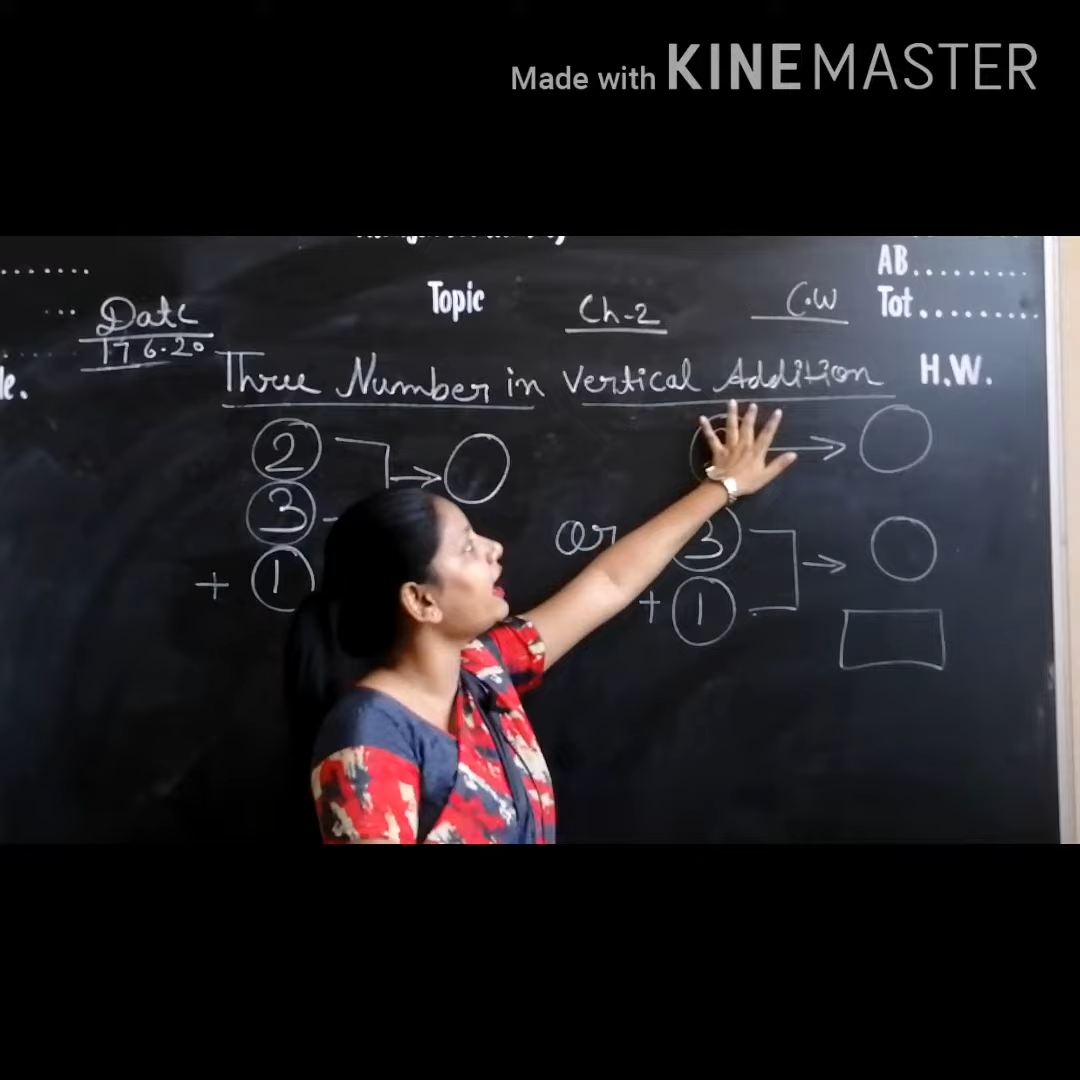 Made with KINEMASTER
AB.........
Topic Ch-2 C.W Tot.........
Date
17 6.20
le.
Three Number in Vertical Addition H.W.
2
3
+ 1
or
3
+ 1